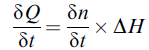 δQ/δt = δn/δt × ΔH